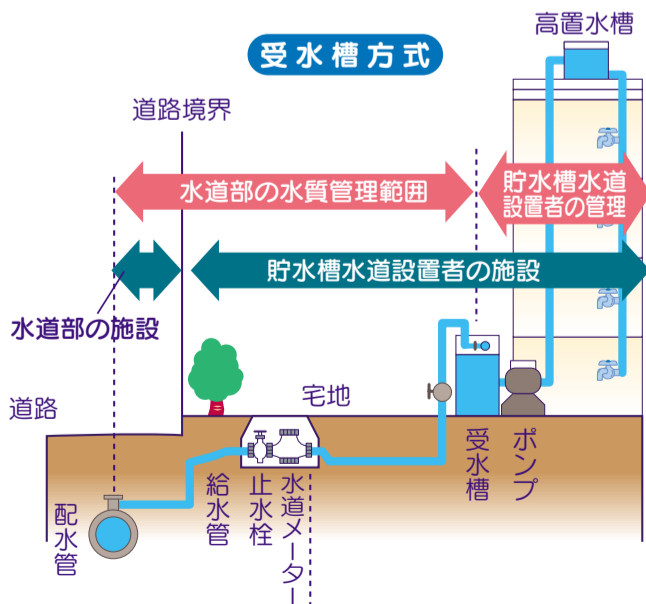 高置水槽
受水槽方式
道路境界
水道部の水質管理範囲
貯水槽水道
設置者の管理
貯水槽水道設置者の施設
水道部の施設
道路
宅地
配水管
給水管
止水栓
水道メーター
受水槽
ポンプ